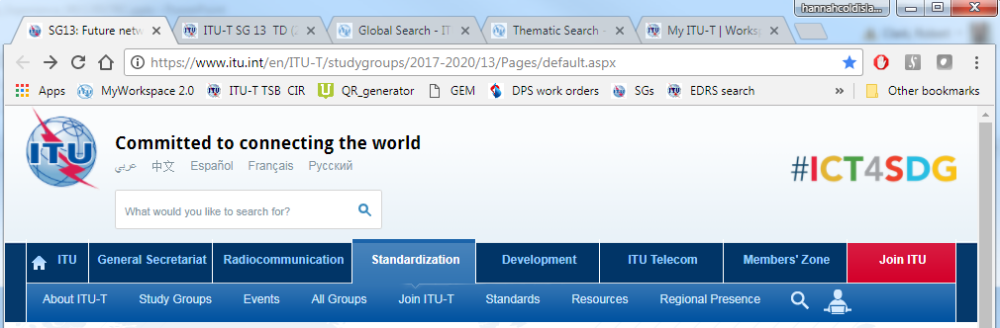 hannahcoldisla...
SG13: Future netw
ITU-T SG 13 TD (
Global Search - IT
Thematic Search -
My ITU-T | Works
https://www.itu.int/en/ITU-T/studygroups/2017-2020/13/Pages/default.aspx
Apps MyWorkspace 2.0 ITU-T TSB CIR QR_generator GEM DPS work orders SGs EDRS search » Other bookmarks
ITU
Committed to connecting the world
عربي 中文 Español Français Русский
#ICT4SDG
What would you like to search for?
ITU General Secretariat Radiocommunication Standardization Development ITU Telecom Members' Zone Join ITU
About ITU-T Study Groups Events All Groups Join ITU-T Standards Resources Regional Presence